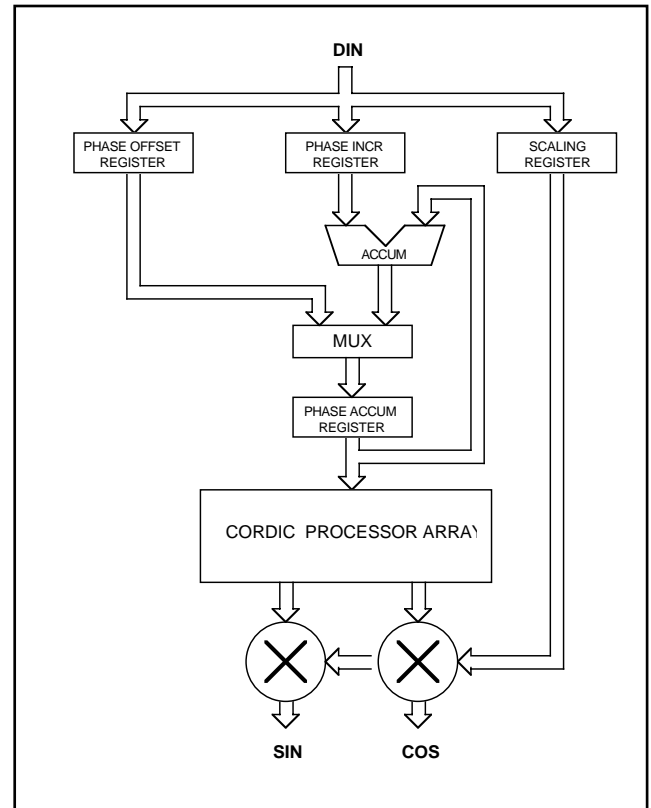 DIN
PHASE OFFSET
REGISTER
PHASE INCR
REGISTER
SCALING
REGISTER
ACCUM
MUX
PHASE ACCUM
REGISTER
CORDIC PROCESSOR ARRAY
SIN
COS